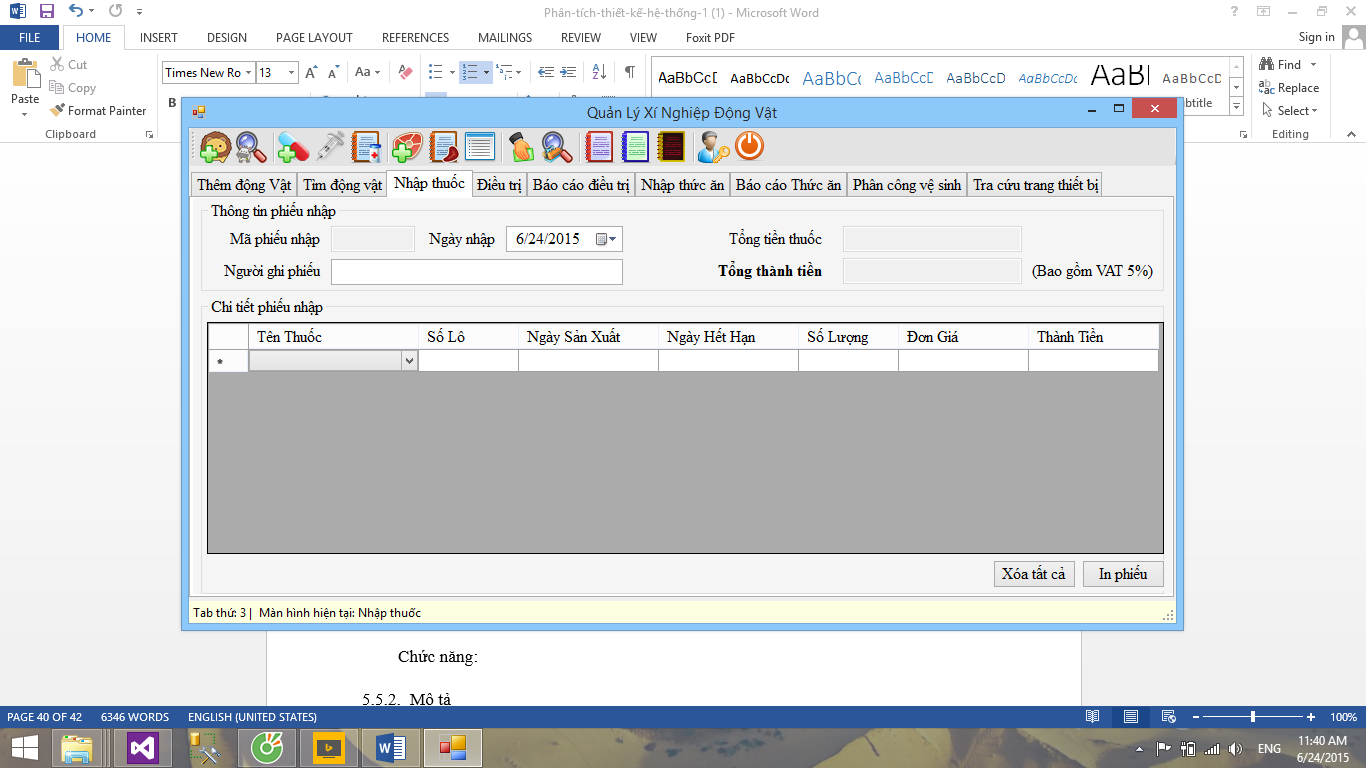 Phân-tích-thiết-kế-hệ-thống-1 (1) - Microsoft Word
FILE HOME INSERT DESIGN PAGE LAYOUT REFERENCES MAILINGS REVIEW VIEW Foxit PDF Sign in
Paste
Cut
Copy
Format Painter
Clipboard
Times New Ro 13
B
AaBbCcDc
Find
Replace
Select
Editing
Quản Lý Xí Nghiệp Động Vật
Thêm động Vật Tìm động vật Nhập thuốc Điều trị Báo cáo điều trị Nhập thức ăn Báo cáo Thức ăn Phân công vệ sinh Tra cứu trang thiết bị
Thông tin phiếu nhập
Mã phiếu nhập Ngày nhập 6/24/2015 Tổng tiền thuốc
Người ghi phiếu Tổng thành tiền (Bao gồm VAT 5%)
Chi tiết phiếu nhập
Tên Thuốc Số Lô Ngày Sản Xuất Ngày Hết Hạn Số Lượng Đơn Giá Thành Tiền
*
Xóa tất cả In phiếu
Tab thứ: 3 | Màn hình hiện tại: Nhập thuốc
Chức năng:
5.5.2. Mô tả
PAGE 40 OF 42 6346 WORDS ENGLISH (UNITED STATES) 100%
ENG 11:40 AM
6/24/2015